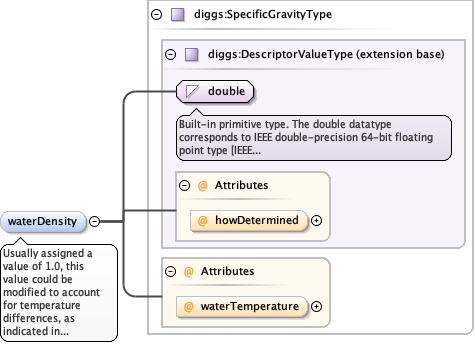 diggs:SpecificGravityType
diggs:DescriptorValueType (extension base)
double
Built-in primitive type. The double datatype
corresponds to IEEE double-precision 64-bit floating
point type [IEEE...
@ Attributes
@ howDetermined
waterDensity
Usually assigned a
value of 1.0, this
value could be
modified to account
for temperature
differences, as
indicated in...
@ Attributes
@ waterTemperature